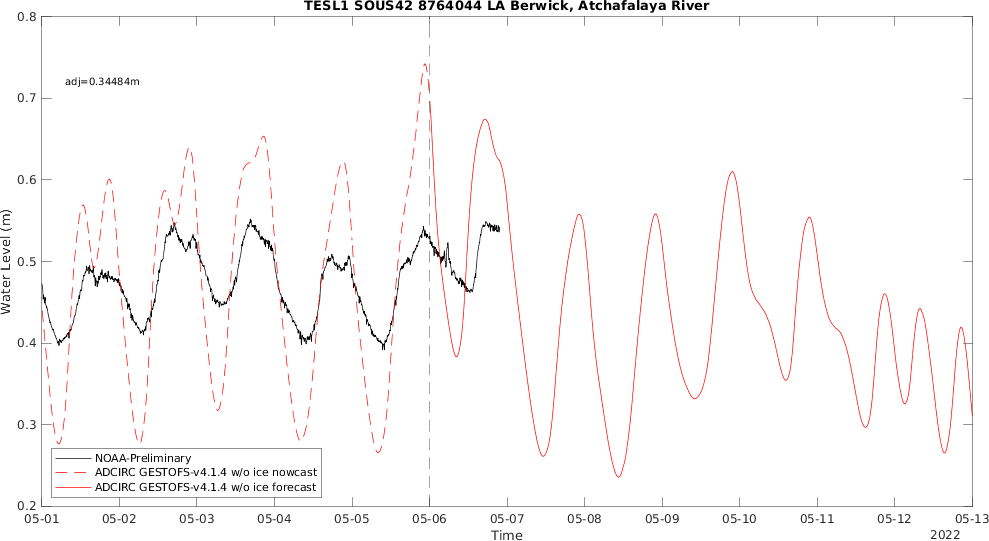 TESL1 SOUS42 8764044 LA Berwick, Atchafalaya River
adj=0.34484m
Water Level (m)
0.8
0.7
0.6
0.5
0.4
0.3
0.2
NOAA-Preliminary
ADCIRC GESTOFS-v4.1.4 w/o ice nowcast
ADCIRC GESTOFS-v4.1.4 w/o ice forecast
05-01 05-02 05-03 05-04 05-05 05-06 05-07 05-08 05-09 05-10 05-11 05-12 05-13
Time
2022